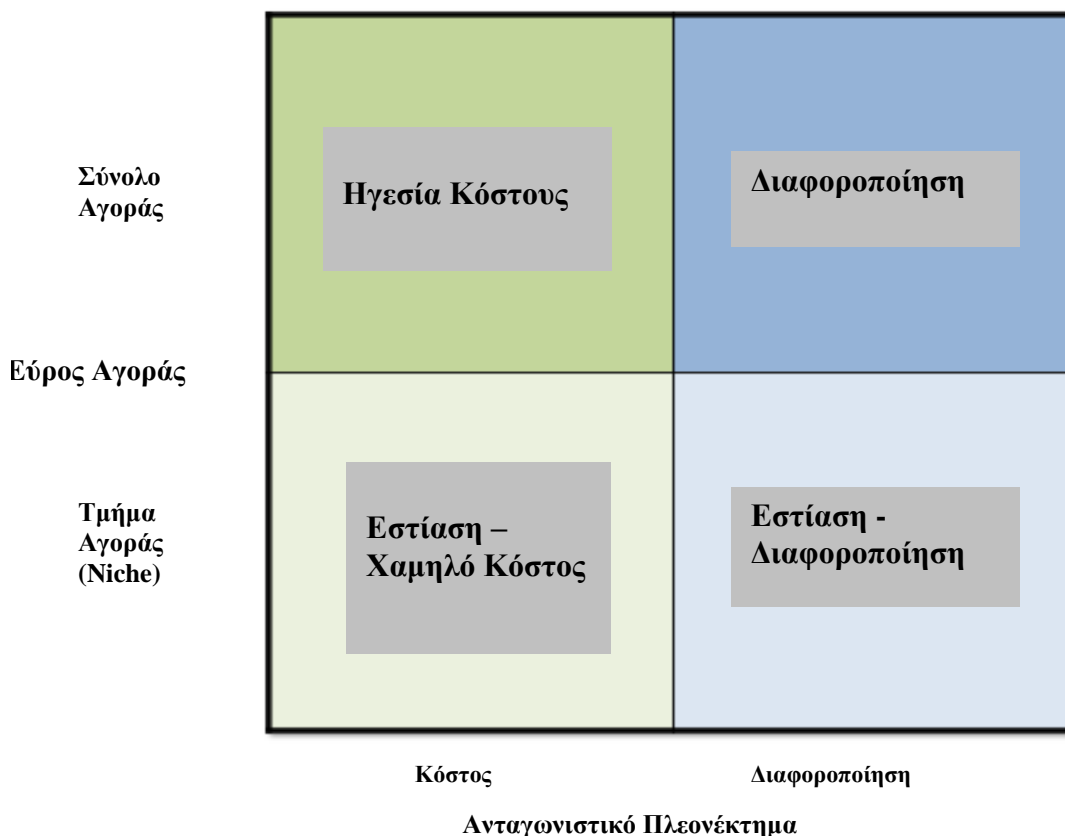 Σύνολο
Αγοράς
Ηγεσία Κόστους
Διαφοροποίηση
Εύρος Αγοράς
Τμήμα
Αγοράς
(Niche)
Εστίαση –
Χαμηλό Κόστος
Εστίαση -
Διαφοροποίηση
Κόστος
Διαφοροποίηση
Ανταγωνιστικό Πλεονέκτημα